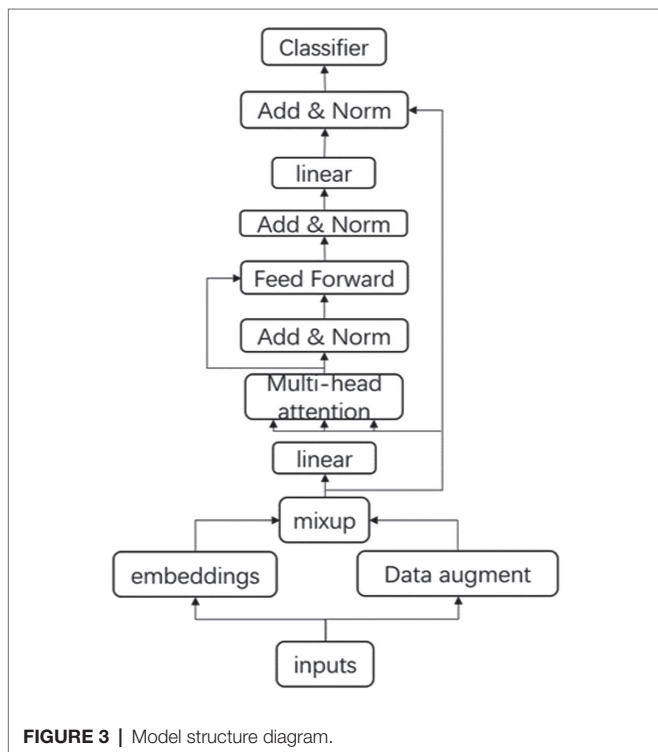 Classifier
Add & Norm
linear
Add & Norm
Feed Forward
Add & Norm
Multi-head
attention
linear
mixup
embeddings
Data augment
inputs
FIGURE 3 | Model structure diagram.